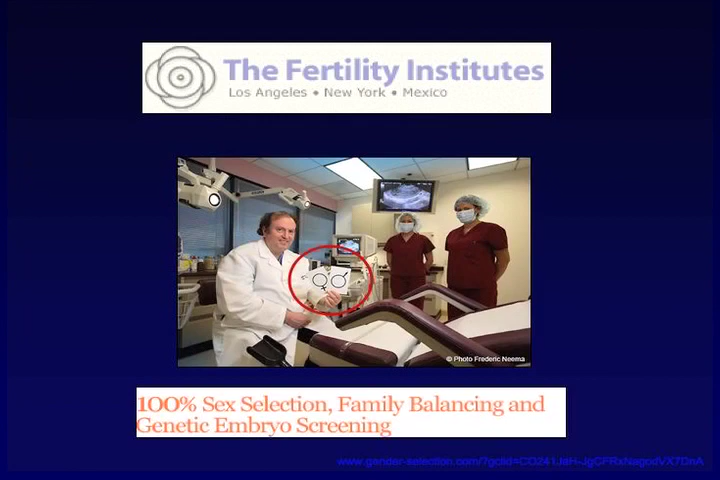 The Fertility Institutes
Los Angeles • New York • Mexico
© Photo Frederic Neema
100% Sex Selection, Family Balancing and
Genetic Embryo Screening